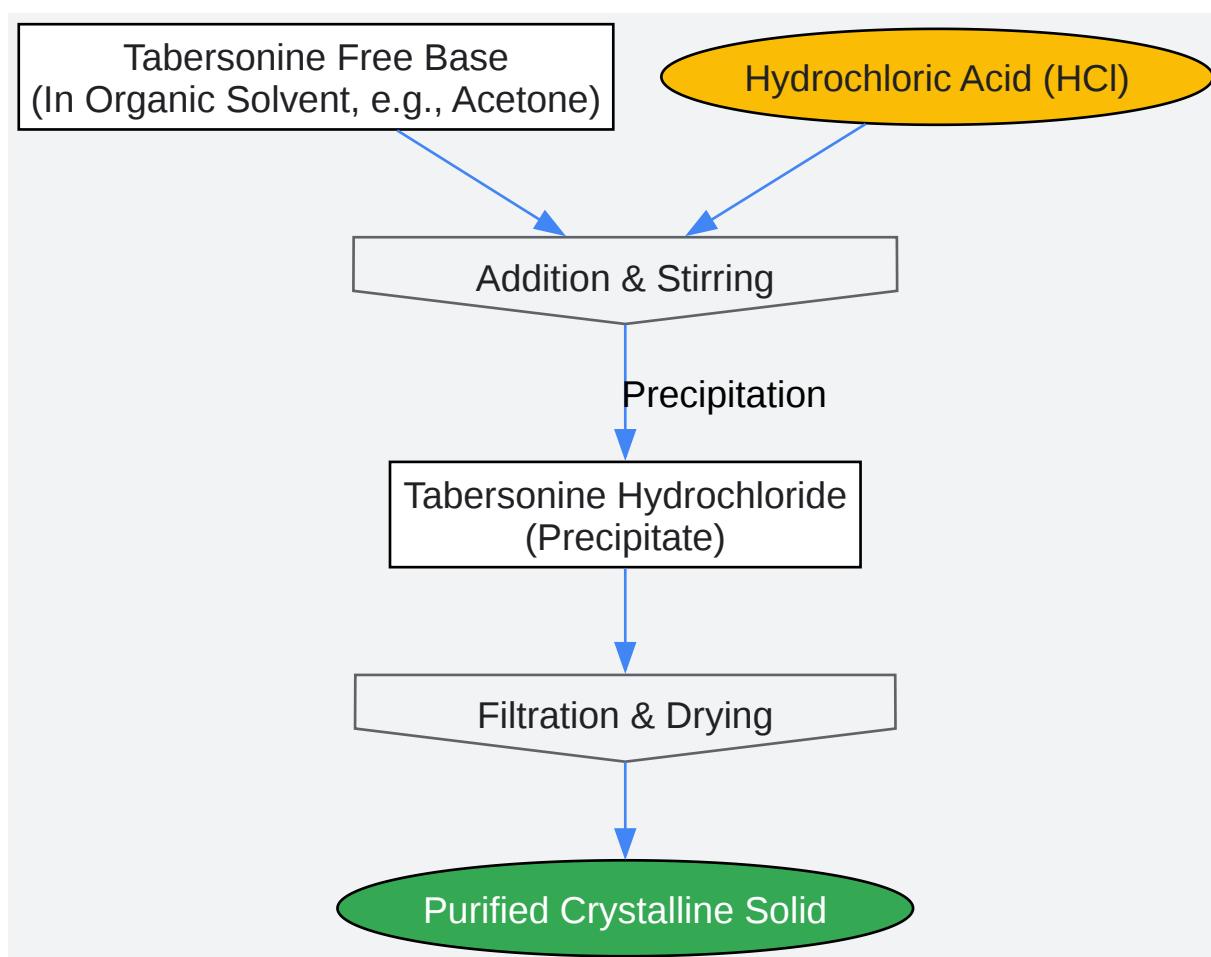 Tabersonine Free Base
(In Organic Solvent, e.g., Acetone)
Hydrochloric Acid (HCl)
Addition & Stirring
Precipitation
Tabersonine Hydrochloride
(Precipitate)
Filtration & Drying
Purified Crystalline Solid